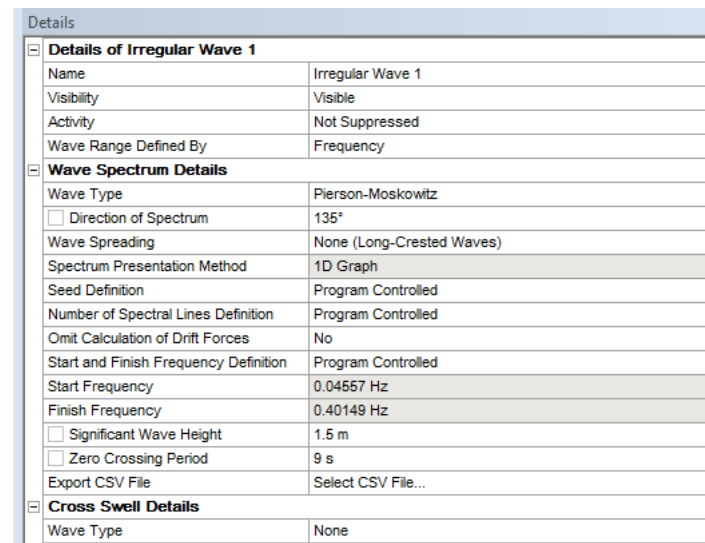 Details
Details of Irregular Wave 1
Name Irregular Wave 1
Visibility Visible
Activity Not Suppressed
Wave Range Defined By Frequency
Wave Spectrum Details
Wave Type Pierson-Moskowitz
Direction of Spectrum 135°
Wave Spreading None (Long-Crested Waves)
Spectrum Presentation Method 1D Graph
Seed Definition Program Controlled
Number of Spectral Lines Definition Program Controlled
Omit Calculation of Drift Forces No
Start and Finish Frequency Definition Program Controlled
Start Frequency 0.04557 Hz
Finish Frequency 0.40149 Hz
Significant Wave Height 1.5 m
Zero Crossing Period 9 s
Export CSV File Select CSV File...
Cross Swell Details
Wave Type None